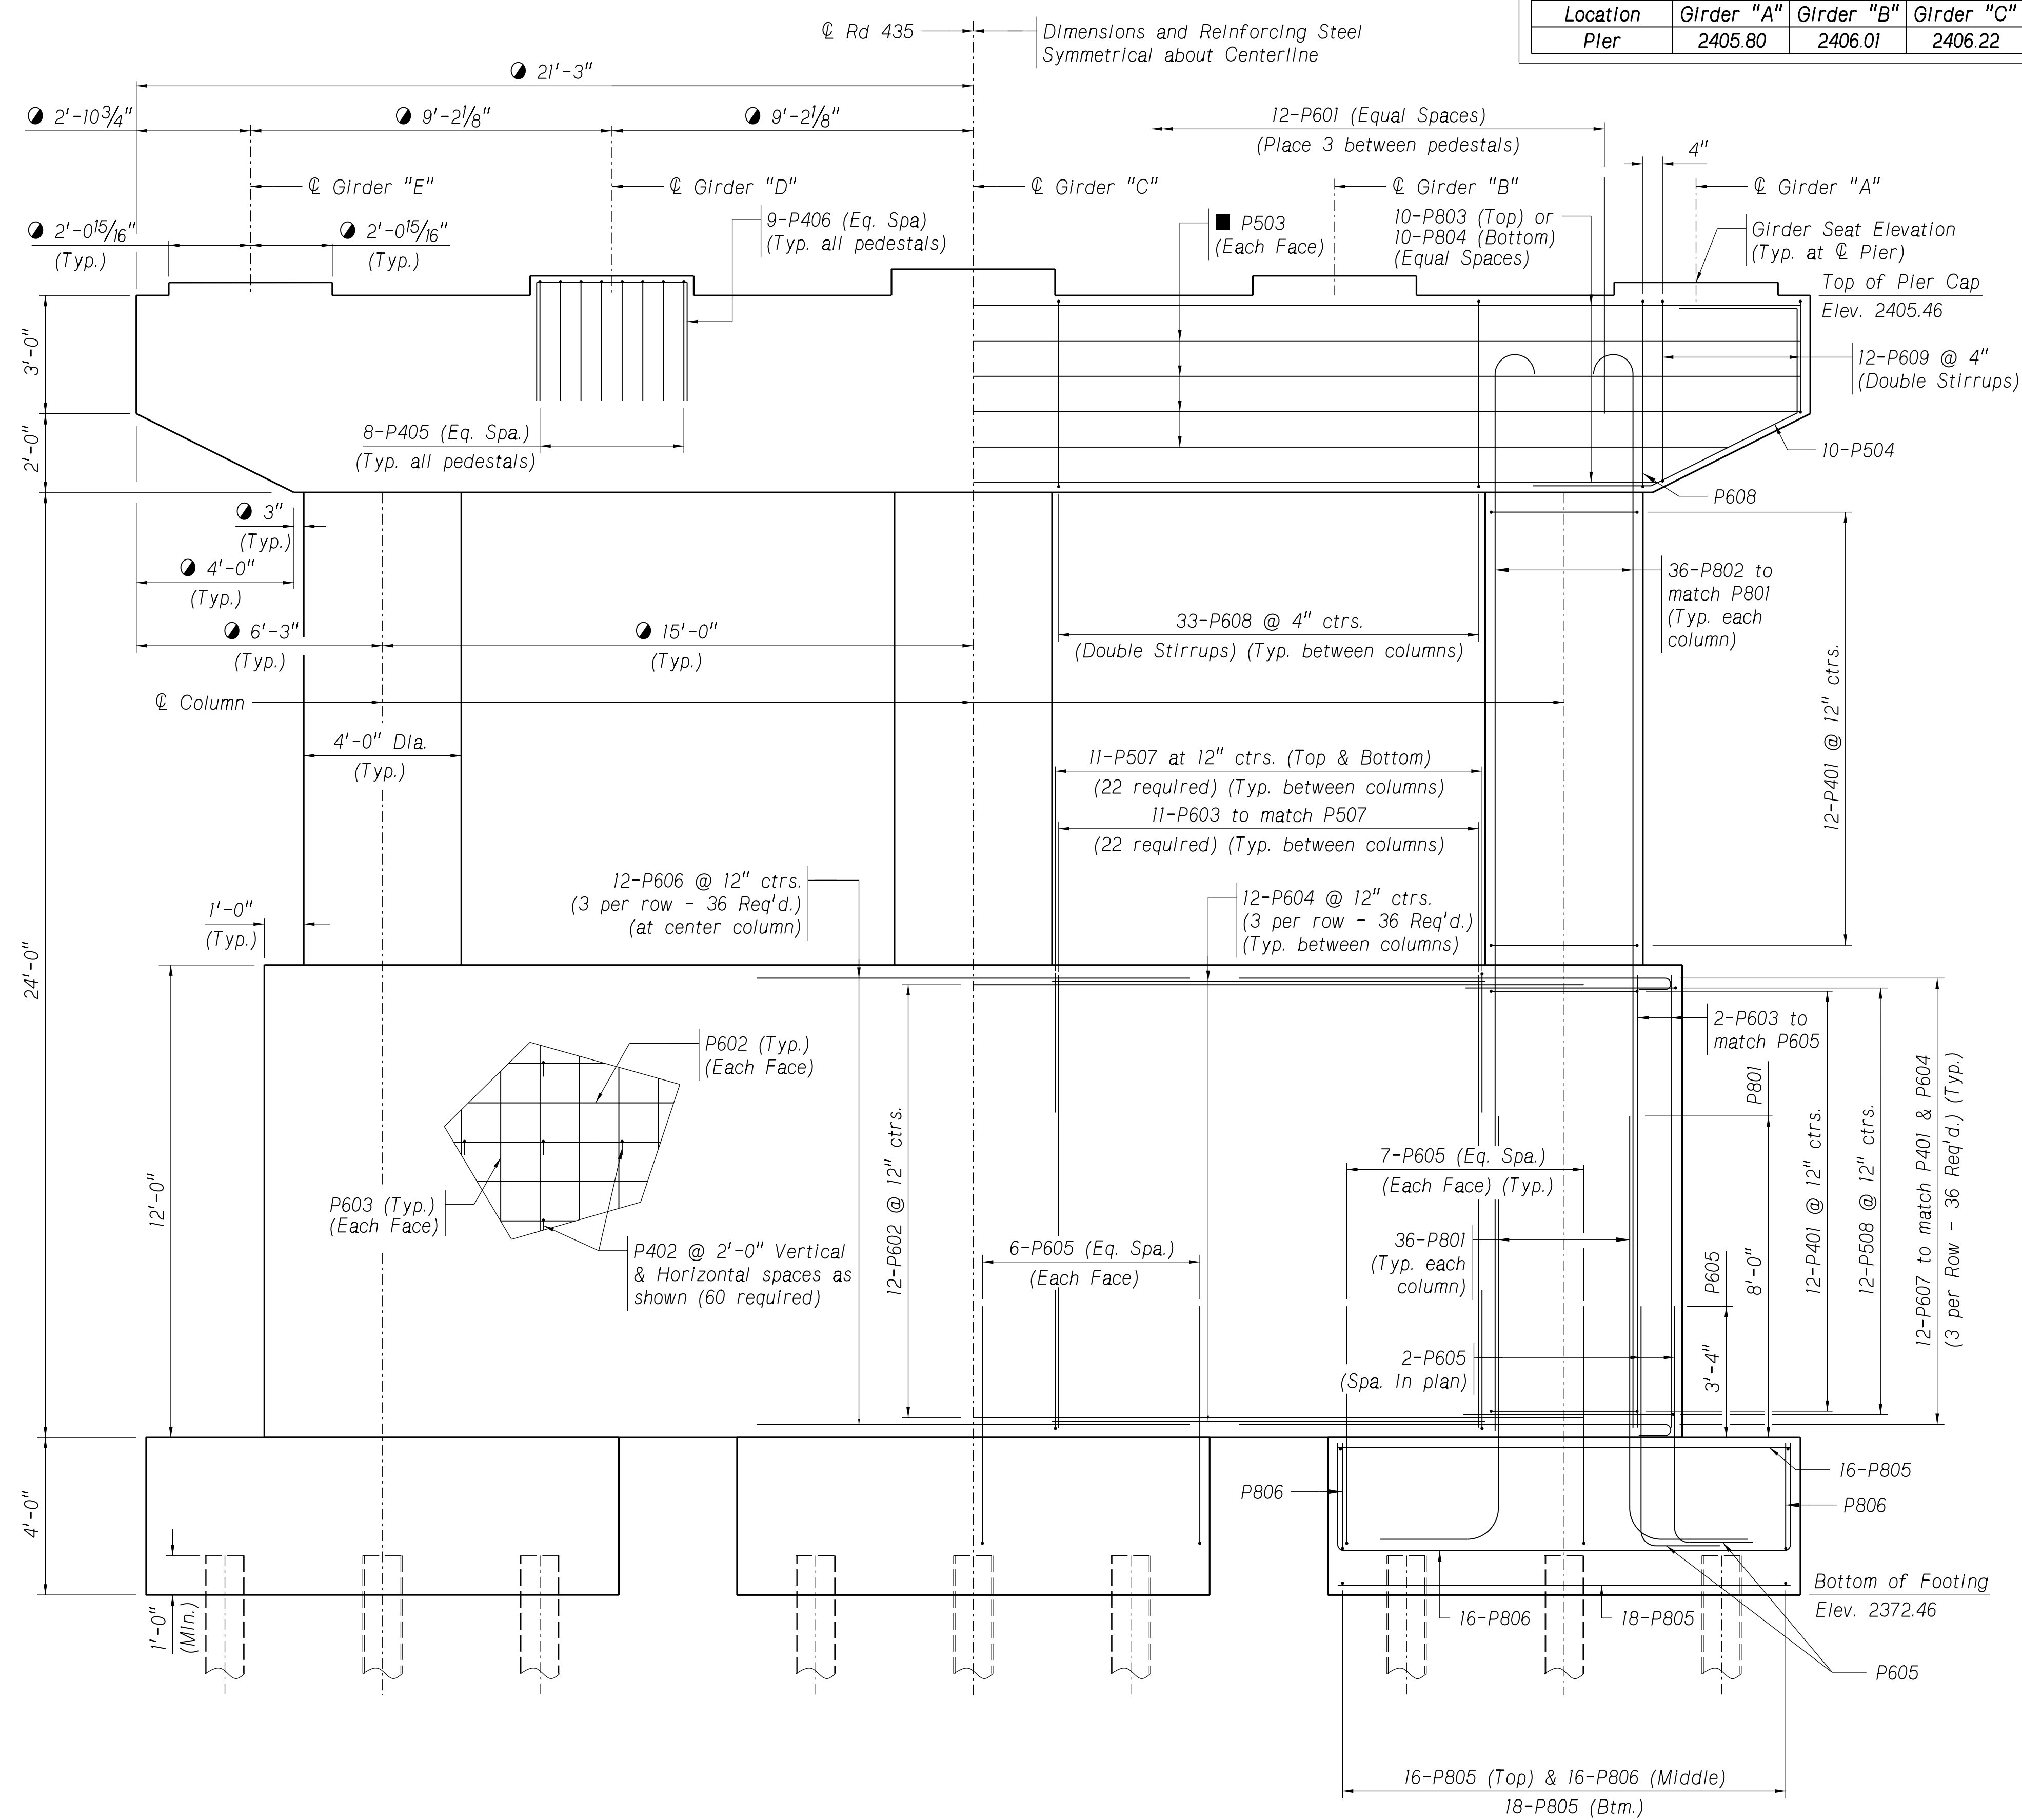 Location Girder "A" Girder "B" Girder "C"
Pier 2405.80 2406.01 2406.22
℄ Rd 435
Dimensions and Reinforcing Steel
Symmetrical about Centerline
21'-3"
2'-10 3/4"
9'-2 1/8"
9'-2 1/8"
12-P601 (Equal Spaces)
(Place 3 between pedestals)
4"
℄ Girder "E"
℄ Girder "D"
℄ Girder "C"
℄ Girder "B"
℄ Girder "A"
2'-0 15/16"
(Typ.)
2'-0 15/16"
(Typ.)
9-P406 (Eq. Spa)
(Typ. all pedestals)
■ P503
(Each Face)
10-P803 (Top) or
10-P804 (Bottom)
(Equal Spaces)
Girder Seat Elevation
(Typ. at ℄ Pier)
Top of Pier Cap
Elev. 2405.46
3'-0"
12-P609 @ 4"
(Double Stirrups)
2'-0"
8-P405 (Eq. Spa.)
(Typ. all pedestals)
10-P504
P608
3"
(Typ.)
4'-0"
(Typ.)
6'-3"
(Typ.)
15'-0"
(Typ.)
33-P608 @ 4" ctrs.
(Double Stirrups) (Typ. between columns)
36-P802 to
match P801
(Typ. each
column)
12-P401 @ 12" ctrs.
℄ Column
4'-0" Dia.
(Typ.)
11-P507 at 12" ctrs. (Top & Bottom)
(22 required) (Typ. between columns)
11-P603 to match P507
(22 required) (Typ. between columns)
12-P606 @ 12" ctrs.
(3 per row - 36 Req'd.)
(at center column)
12-P604 @ 12" ctrs.
(3 per row - 36 Req'd.)
(Typ. between columns)
1'-0"
(Typ.)
24'-0"
12'-0"
P602 (Typ.)
(Each Face)
P603 (Typ.)
(Each Face)
P402 @ 2'-0" Vertical
& Horizontal spaces as
shown (60 required)
12-P602 @ 12" ctrs.
2-P603 to
match P605
P801
8'-0"
P605
3'-4"
12-P401 @ 12" ctrs.
12-P508 @ 12" ctrs.
12-P607 to match P401 & P604
(3 per Row - 36 Req'd.) (Typ.)
7-P605 (Eq. Spa.)
(Each Face) (Typ.)
6-P605 (Eq. Spa.)
(Each Face)
36-P801
(Typ. each
column)
2-P605
(Spa. in plan)
4'-0"
1'-0"
(Min.)
P806
16-P805
P806
Bottom of Footing
Elev. 2372.46
16-P806
18-P805
P605
16-P805 (Top) & 16-P806 (Middle)
18-P805 (Btm.)